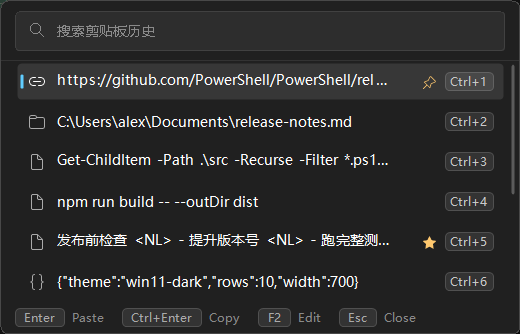 搜索剪贴板历史
https://github.com/PowerShell/PowerShell/rel... Ctrl+1
C:\Users\alex\Documents\release-notes.md Ctrl+2
Get-ChildItem -Path .\src -Recurse -Filter *.ps1... Ctrl+3
npm run build -- --outDir dist Ctrl+4
发布前检查 <NL> - 提升版本号 <NL> - 跑完整测... Ctrl+5
{"theme":"win11-dark","rows":10,"width":700} Ctrl+6
Enter Paste Ctrl+Enter Copy F2 Edit Esc Close